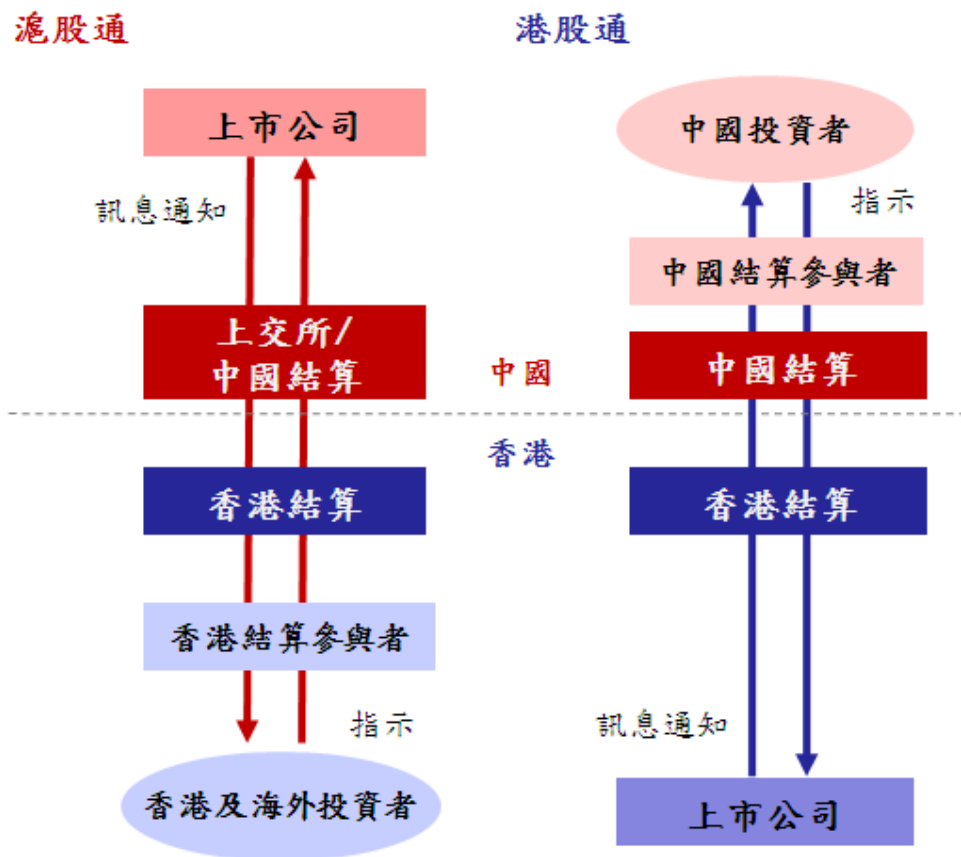 滬股通
上市公司
訊息通知
上交所/
中國結算
香港結算
香港結算參與者
指示
香港及海外投資者
中國
香港
港股通
中國投資者
指示
中國結算參與者
中國結算
香港結算
訊息通知
上市公司